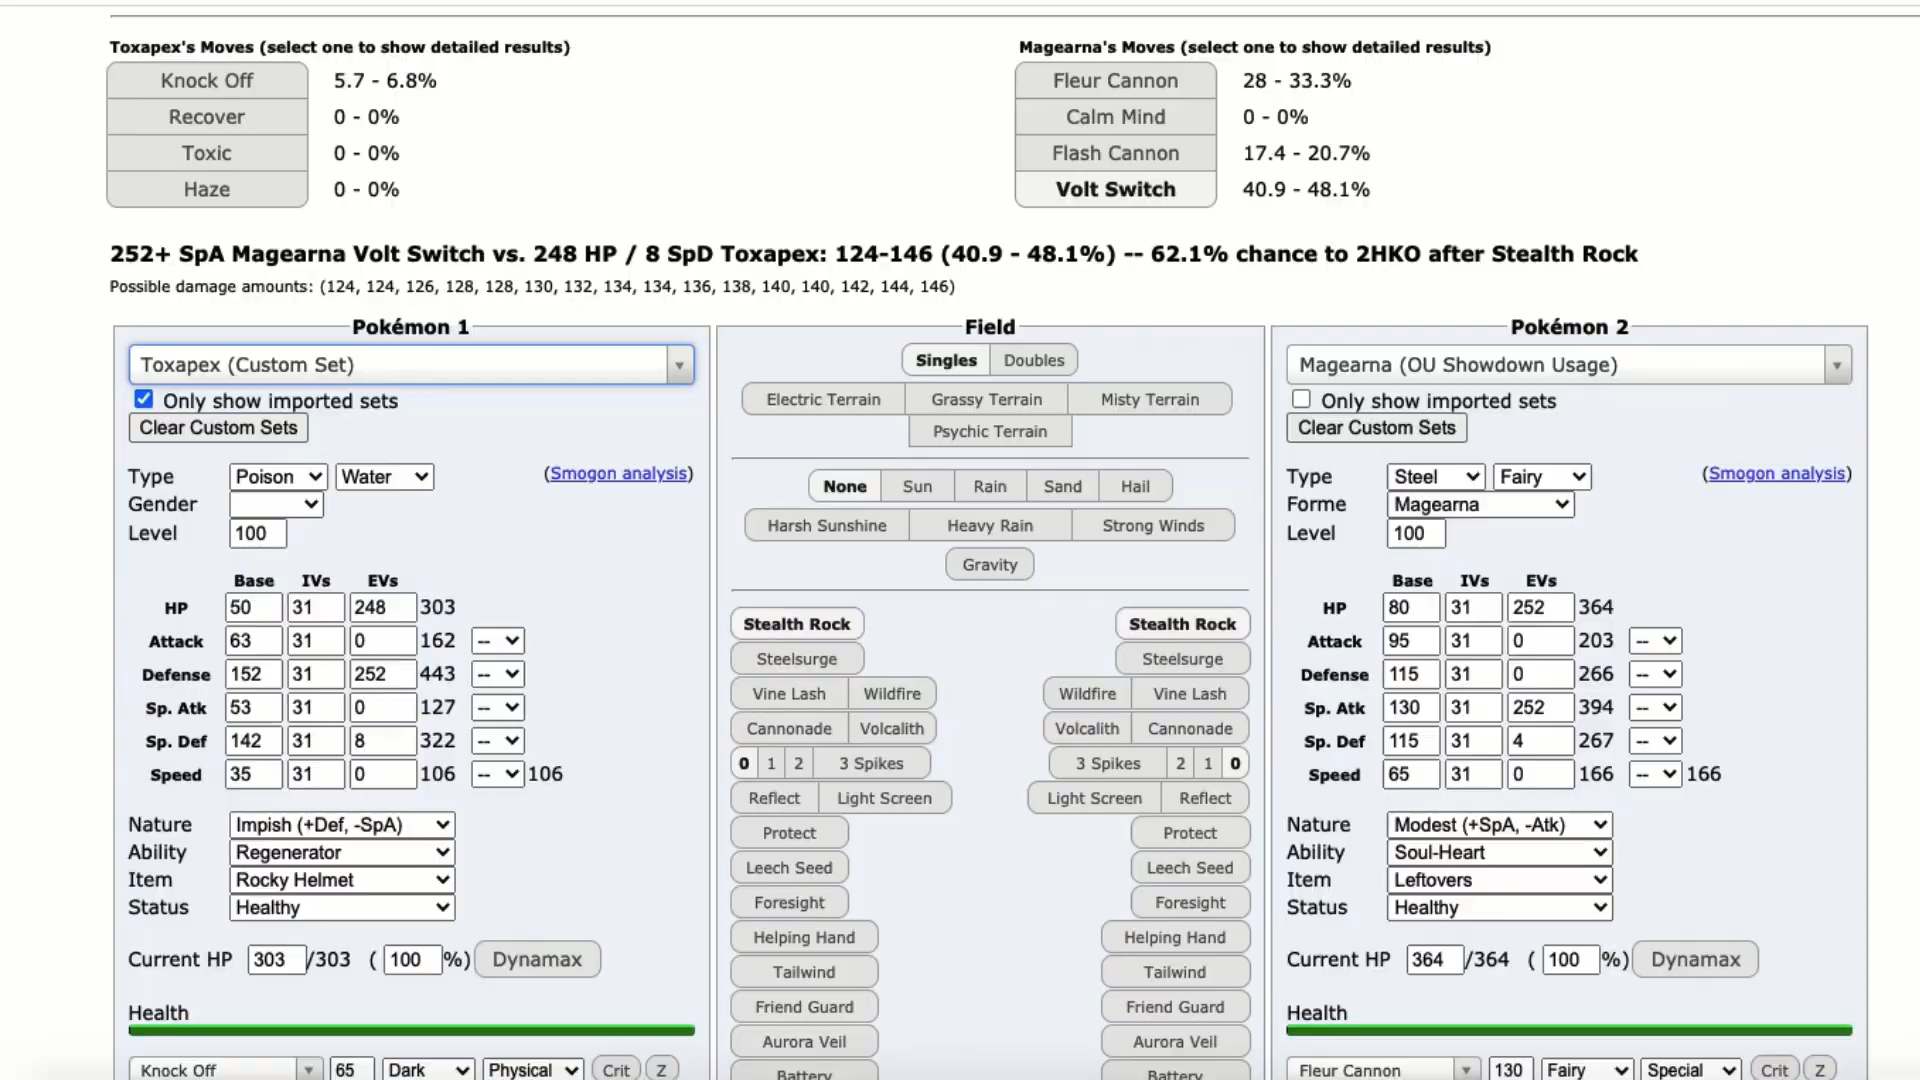 Toxapex's Moves (select one to show detailed results)
Knock Off 5.7 - 6.8%
Recover 0 - 0%
Toxic 0 - 0%
Haze 0 - 0%
Magearna's Moves (select one to show detailed results)
Fleur Cannon 28 - 33.3%
Calm Mind 0 - 0%
Flash Cannon 17.4 - 20.7%
Volt Switch 40.9 - 48.1%
252+ SpA Magearna Volt Switch vs. 248 HP / 8 SpD Toxapex: 124-146 (40.9 - 48.1%) -- 62.1% chance to 2HKO after Stealth Rock
Possible damage amounts: (124, 124, 126, 128, 128, 130, 132, 134, 134, 136, 138, 140, 140, 142, 144, 146)
Pokémon 1
Toxapex (Custom Set)
Only show imported sets
Clear Custom Sets
Type Poison Water (Smogon analysis)
Gender
Level 100
Base IVs EVs
HP 50 31 248 303
Attack 63 31 0 162 --
Defense 152 31 252 443 --
Sp. Atk 53 31 0 127 --
Sp. Def 142 31 8 322 --
Speed 35 31 0 106 -- 106
Nature Impish (+Def, -SpA)
Ability Regenerator
Item Rocky Helmet
Status Healthy
Current HP 303 /303 ( 100 %) Dynamax
Health
Knock Off 65 Dark Physical Crit Z
Field
Singles Doubles
Electric Terrain Grassy Terrain Misty Terrain
Psychic Terrain
None Sun Rain Sand Hail
Harsh Sunshine Heavy Rain Strong Winds
Gravity
Stealth Rock Stealth Rock
Steelsurge Steelsurge
Vine Lash Wildfire Wildfire Vine Lash
Cannonade Volcalith Volcalith Cannonade
0 1 2 3 Spikes 3 Spikes 2 1 0
Reflect Light Screen Light Screen Reflect
Protect Protect
Leech Seed Leech Seed
Foresight Foresight
Helping Hand Helping Hand
Tailwind Tailwind
Friend Guard Friend Guard
Aurora Veil Aurora Veil
Battery Battery
Pokémon 2
Magearna (OU Showdown Usage)
Only show imported sets
Clear Custom Sets
Type Steel Fairy (Smogon analysis)
Forme Magearna
Level 100
Base IVs EVs
HP 80 31 252 364
Attack 95 31 0 203 --
Defense 115 31 0 266 --
Sp. Atk 130 31 252 394 --
Sp. Def 115 31 4 267 --
Speed 65 31 0 166 -- 166
Nature Modest (+SpA, -Atk)
Ability Soul-Heart
Item Leftovers
Status Healthy
Current HP 364 /364 ( 100 %) Dynamax
Health
Fleur Cannon 130 Fairy Special Crit Z